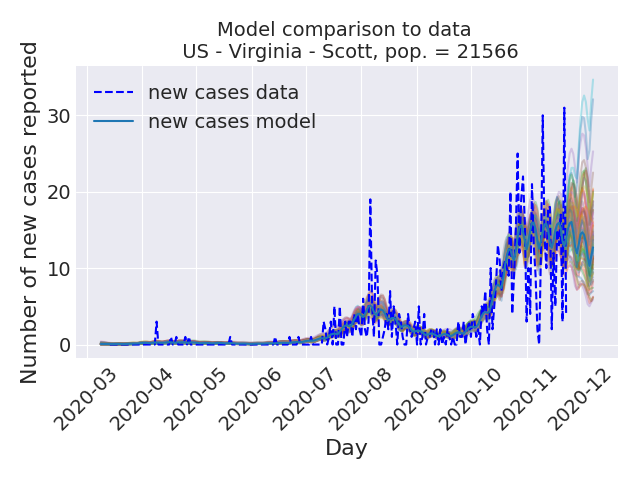 Model comparison to data
US - Virginia - Scott, pop. = 21566
Number of new cases reported
30
20
10
0
new cases data
new cases model
2020-03
2020-04
2020-05
2020-06
2020-07
2020-08
2020-09
2020-10
2020-11
2020-12
Day